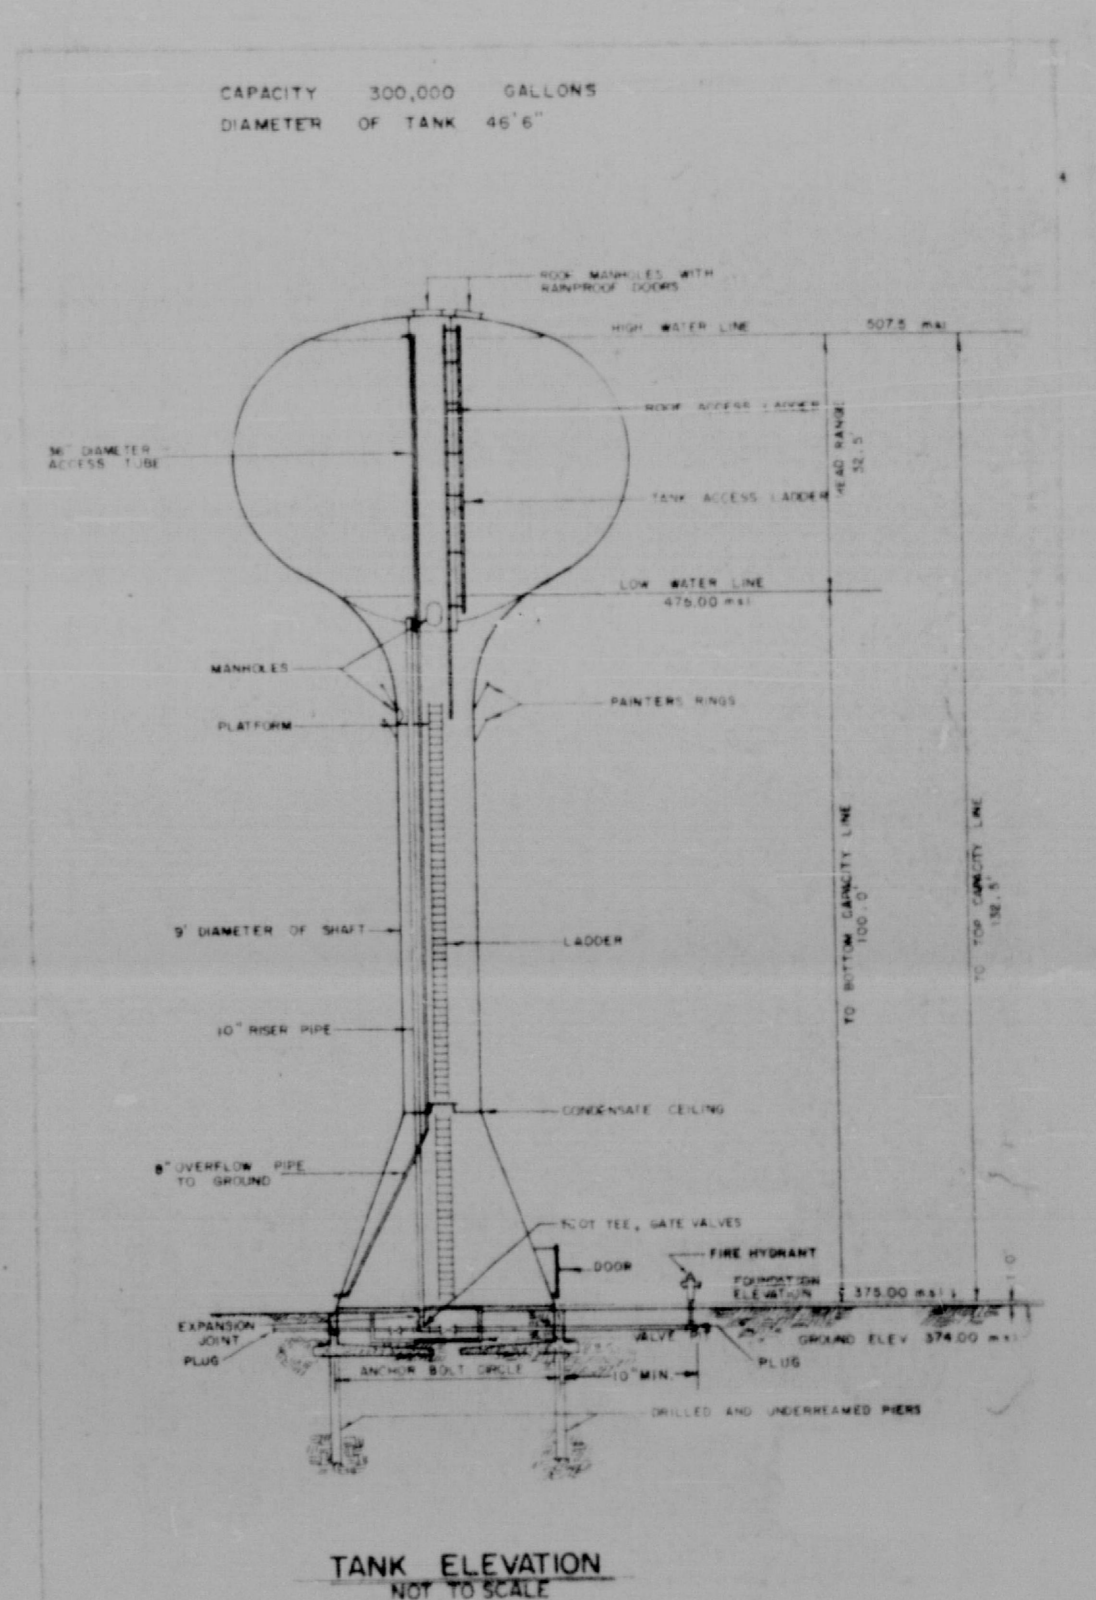 CAPACITY 300,000 GALLONS
DIAMETER OF TANK 46'6"
ROOF MANHOLES WITH
RAINPROOF DOORS
HIGH WATER LINE
507.5 msl
ROOF ACCESS LADDER
HEAD RANGE
32.5'
36" DIAMETER
ACCESS TUBE
TANK ACCESS LADDER
LOW WATER LINE
475.00 msl
MANHOLES
PAINTERS RINGS
PLATFORM
TO BOTTOM CAPACITY LINE
100.0'
TO TOP CAPACITY LINE
132.5'
9' DIAMETER OF SHAFT
LADDER
10" RISER PIPE
CONDENSATE CEILING
8" OVERFLOW PIPE
TO GROUND
FOOT TEE, GATE VALVES
FIRE HYDRANT
DOOR
FOUNDATION
ELEVATION
375.00 msl
1.0'
EXPANSION
JOINT
PLUG
VALVE
GROUND ELEV 374.00 msl
PLUG
ANCHOR BOLT CIRCLE
10" MIN.
DRILLED AND UNDERREAMED PIERS
TANK ELEVATION
NOT TO SCALE